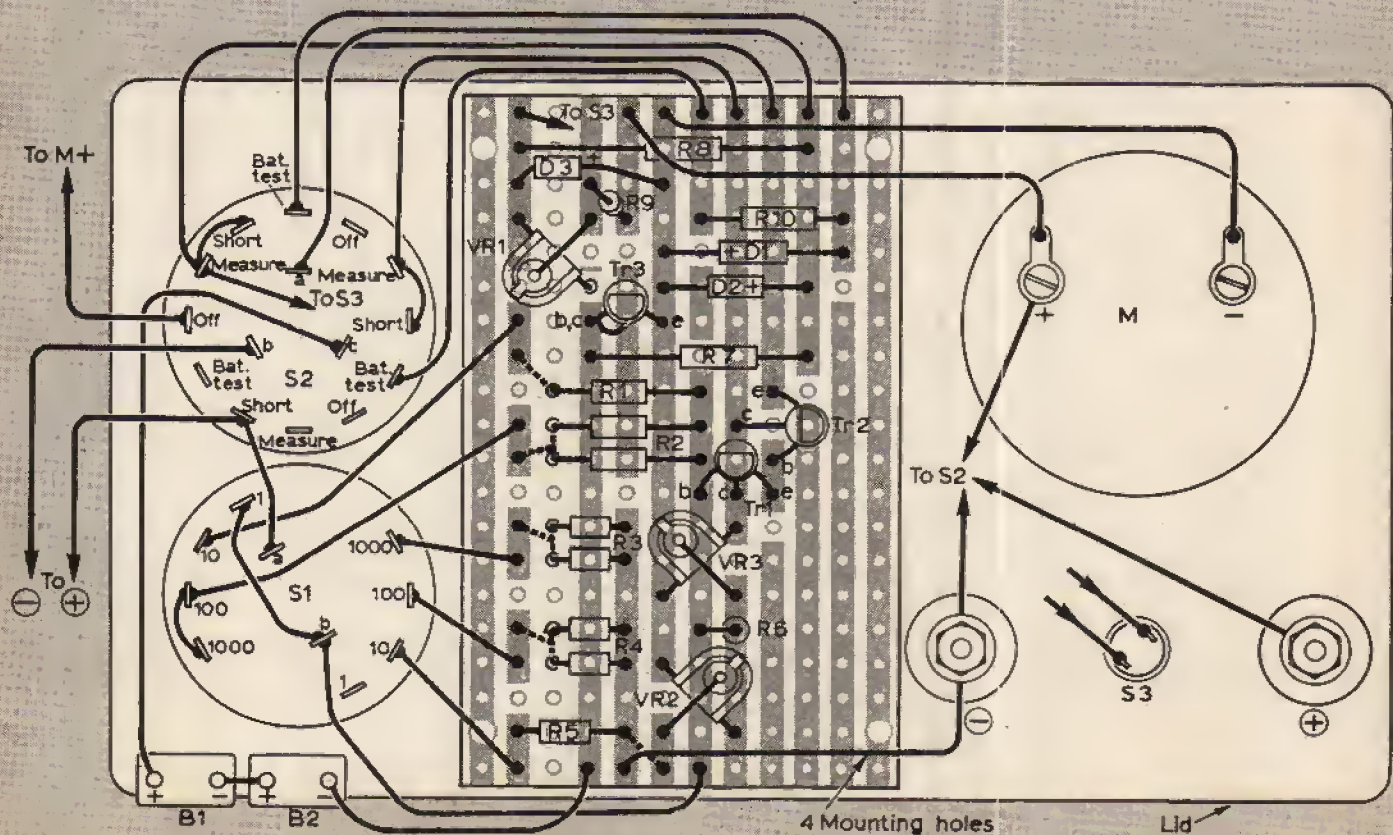 To M+
Bat.
test
Short
Off
Measure
a
Measure
To S3
Off
Short
b
c
Bat.
test
S2
Bat.
test
Short
Off
Measure
1
10
a
1000
S1
100
100
b
1000
10
1
To
⊖ ⊕
+ - + -
B1 B2
To S3
R8
D3 +
R9
R10
VR1
+D1
Tr3
D2+
b,c e
R7
R1
e
c
Tr2
R2
b
b c e
Tr1
R3
VR3
R4
R6
VR2
R5
+ M -
To S2
S3
⊖ ⊕
4 Mounting holes
Lid